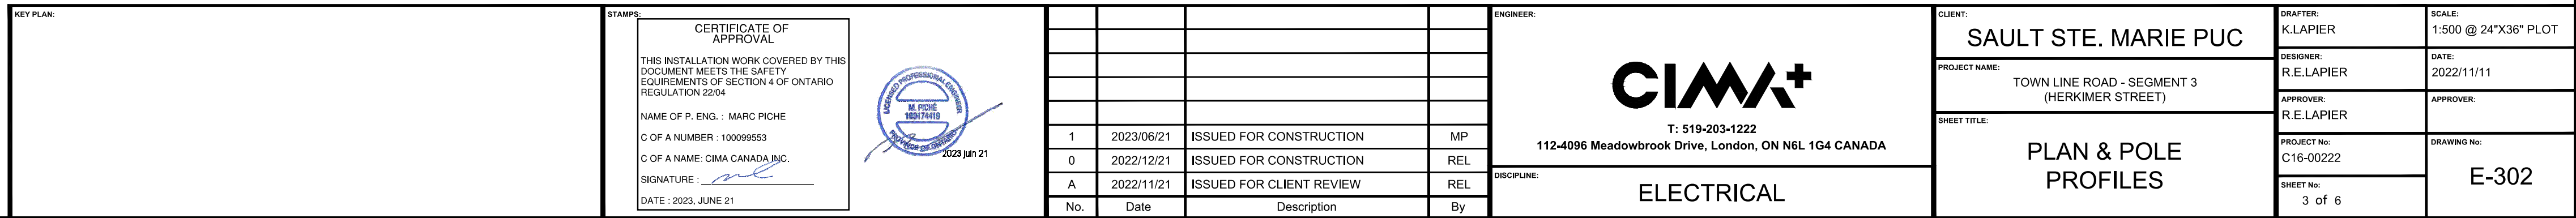 KEY PLAN:
STAMPS:
CERTIFICATE OF
APPROVAL
THIS INSTALLATION WORK COVERED BY THIS
DOCUMENT MEETS THE SAFETY
EQUIREMENTS OF SECTION 4 OF ONTARIO
REGULATION 22/04
NAME OF P. ENG. : MARC PICHE
C OF A NUMBER : 100099553
C OF A NAME: CIMA CANADA INC.
SIGNATURE :
DATE : 2023, JUNE 21
LICENSED PROFESSIONAL ENGINEER
M. PICHÉ
100174419
PROVINCE OF ONTARIO
2023 juin 21
1 2023/06/21 ISSUED FOR CONSTRUCTION MP
0 2022/12/21 ISSUED FOR CONSTRUCTION REL
A 2022/11/21 ISSUED FOR CLIENT REVIEW REL
No. Date Description By
ENGINEER:
CIMA+
T: 519-203-1222
112-4096 Meadowbrook Drive, London, ON N6L 1G4 CANADA
DISCIPLINE:
ELECTRICAL
CLIENT:
SAULT STE. MARIE PUC
PROJECT NAME:
TOWN LINE ROAD - SEGMENT 3
(HERKIMER STREET)
SHEET TITLE:
PLAN & POLE
PROFILES
DRAFTER:
K.LAPIER
DESIGNER:
R.E.LAPIER
APPROVER:
R.E.LAPIER
PROJECT No:
C16-00222
SHEET No:
3 of 6
SCALE:
1:500 @ 24"X36" PLOT
DATE:
2022/11/11
APPROVER:
DRAWING No:
E-302